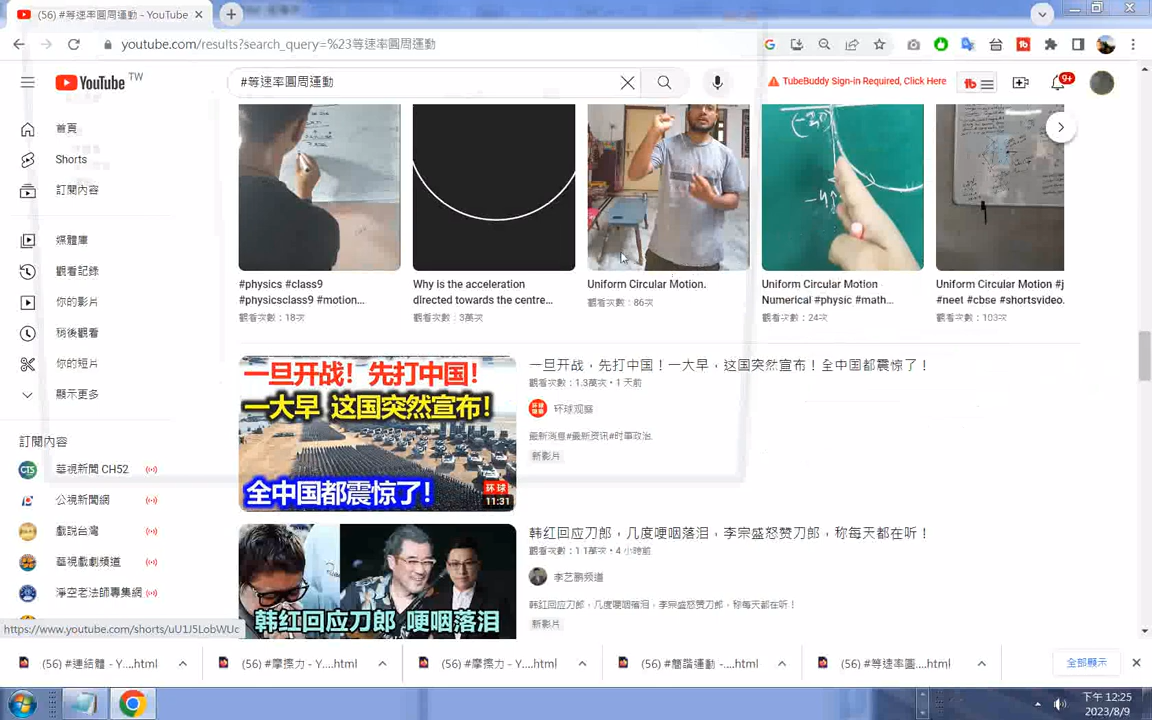 (56) #等速率圓周運動 - YouTube
youtube.com/results?search_query=%23等速率圓周運動
YouTube TW
#等速率圓周運動
TubeBuddy Sign-in Required, Click Here
9+
首頁
Shorts
訂閱內容
媒體庫
觀看記錄
你的影片
稍後觀看
你的短片
顯示更多
訂閱內容
華視新聞 CH52
公視新聞網
戲說台灣
華視戲劇頻道
淨空老法師專集網
#physics #class9
#physicsclass9 #motion...
觀看次數：18次
Why is the acceleration
directed towards the centre...
觀看次數：3萬次
Uniform Circular Motion.
觀看次數：86次
Uniform Circular Motion
Numerical #physic #math...
觀看次數：24次
Uniform Circular Motion #j
#neet #cbse #shortsvideo.
觀看次數：103次
一旦开战！先打中国！
一大早 这国突然宣布！
全中国都震惊了！
环球
11:31
一旦开战，先打中国！一大早，这国突然宣布！全中国都震惊了！
觀看次數：1.3萬次 • 1 天前
环球观察
最新消息#最新资讯#时事政治.
新影片
韩红回应刀郎 哽咽落泪
韩红回应刀郎，几度哽咽落泪，李宗盛怒赞刀郎，称每天都在听！
觀看次數：11萬次 • 4 小時前
李艺鹏频道
韩红回应刀郎，几度哽咽落泪，李宗盛怒赞刀郎，称每天都在听！
新影片
https://www.youtube.com/shorts/uU1J5LobWUc
(56) #連結體 - Y....html
(56) #摩擦力 - Y....html
(56) #摩擦力 - Y....html
(56) #簡諧運動 -....html
(56) #等速率圓....html
全部顯示
下午 12:25
2023/8/9